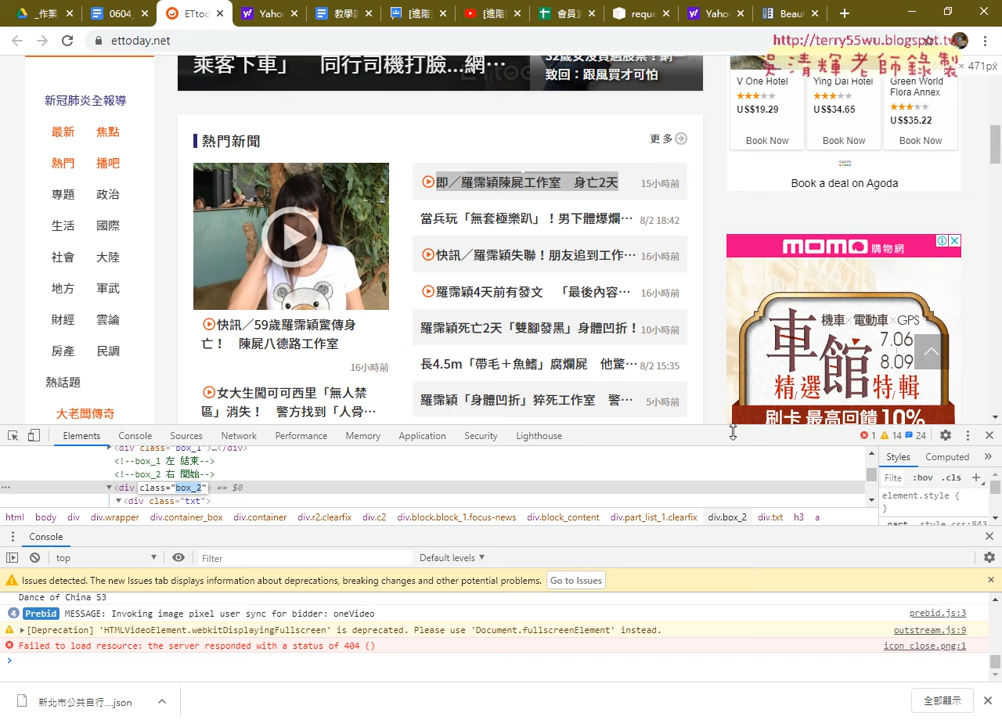 _作業
0604_
ETtod
Yahoo
教學
[進階
[進階
會員
reque
Yahoo
Beau
ettoday.net
http://terry55wu.blogspot.tw
吳清輝老師錄製
× 471px
乘客下車」 同行司機打臉...網…
致回：跟風買才可怕
新冠肺炎全報導
最新 焦點
熱門 播吧
專題 政治
生活 國際
社會 大陸
地方 軍武
財經 雲論
房產 民調
熱話題
大老闆傳奇
熱門新聞
更多
即／羅霈穎陳屍工作室 身亡2天
15小時前
當兵玩「無套極樂趴」！男下體爆爛…
8/2 18:42
快訊／羅霈穎失聯！朋友追到工作…
16小時前
羅霈穎4天前有發文 「最後內容…
16小時前
羅霈穎死亡2天「雙腳發黑」身體凹折！
10小時前
長4.5m「帶毛＋魚鰭」腐爛屍 他驚…
8/2 15:35
羅霈穎「身體凹折」猝死工作室 警…
5小時前
快訊／59歲羅霈穎驚傳身
亡！ 陳屍八德路工作室
16小時前
女大生闖可可西里「無人禁
區」消失！ 警方找到「人骨…
V One Hotel
US$19.29
Book Now
Ying Dai Hotel
US$34.65
Book Now
Green World
Flora Annex
US$35.22
Book Now
Book a deal on Agoda
momo購物網
機車×電動車×GPS
車館
7.06
8.09
精選特輯
刷卡 最高回饋 10%
Elements Console Sources Network Performance Memory Application Security Lighthouse
1 14 24
<div class="box_1">…</div>
<!--box_1 左 結束-->
<!--box_2 右 開始-->
<div class="box_2"> == $0
<div class="txt">
Styles Computed »
Filte :hov .cls +
element.style {
}
html body div div.wrapper div.container_box div.container div.r2.clearfix div.c2 div.block.block_1.focus-news div.block_content div.part_list_1.clearfix div.box_2 div.txt h3 a
Console
top Filter Default levels ▼
Issues detected. The new Issues tab displays information about deprecations, breaking changes and other potential problems. Go to Issues
Dance of China S3
4 Prebid MESSAGE: Invoking image pixel user sync for bidder: oneVideo prebid.js:3
[Deprecation] 'HTMLVideoElement.webkitDisplayingFullscreen' is deprecated. Please use 'Document.fullscreenElement' instead. outstream.js:9
Failed to load resource: the server responded with a status of 404 () icon_close.png:1
新北市公共自行....json
全部顯示